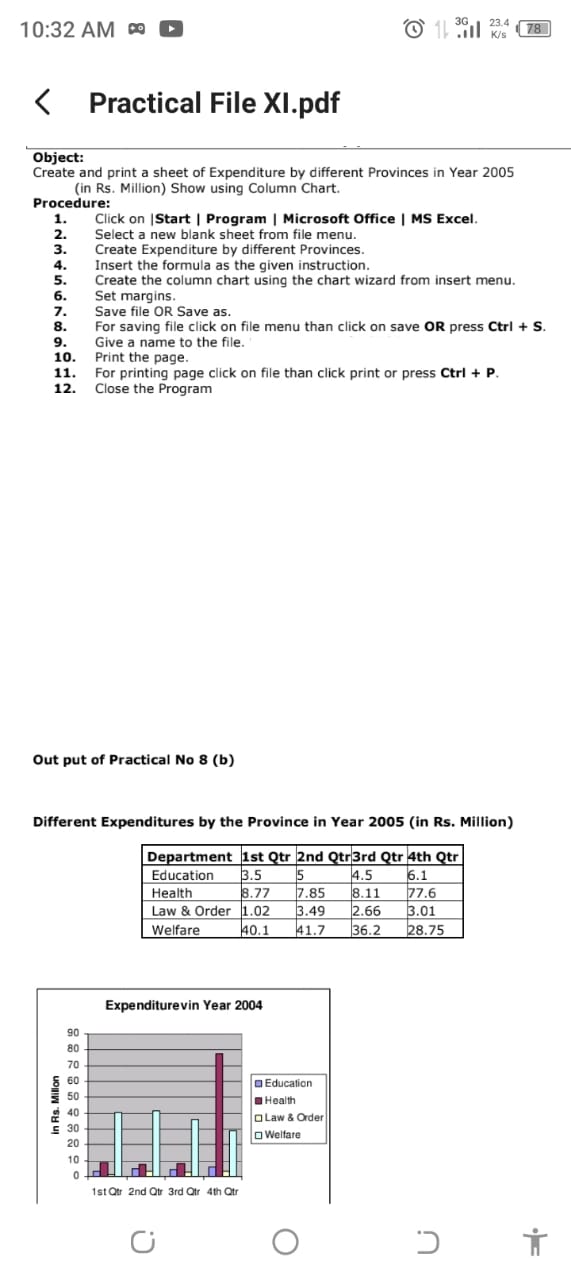 10:32 AM
3G 23.4 K/s 78
Practical File XI.pdf
Object:
Create and print a sheet of Expenditure by different Provinces in Year 2005
(in Rs. Million) Show using Column Chart.
Procedure:
1. Click on |Start | Program | Microsoft Office | MS Excel.
2. Select a new blank sheet from file menu.
3. Create Expenditure by different Provinces.
4. Insert the formula as the given instruction.
5. Create the column chart using the chart wizard from insert menu.
6. Set margins.
7. Save file OR Save as.
8. For saving file click on file menu than click on save OR press Ctrl + S.
9. Give a name to the file.
10. Print the page.
11. For printing page click on file than click print or press Ctrl + P.
12. Close the Program
Out put of Practical No 8 (b)
Different Expenditures by the Province in Year 2005 (in Rs. Million)
Department 1st Qtr 2nd Qtr 3rd Qtr 4th Qtr
Education 3.5 5 4.5 6.1
Health 8.77 7.85 8.11 77.6
Law & Order 1.02 3.49 2.66 3.01
Welfare 40.1 41.7 36.2 28.75
Expenditurevin Year 2004
in Rs. Millon
90
80
70
60
50
40
30
20
10
0
1st Qtr 2nd Qtr 3rd Qtr 4th Qtr
Education
Health
Law & Order
Welfare